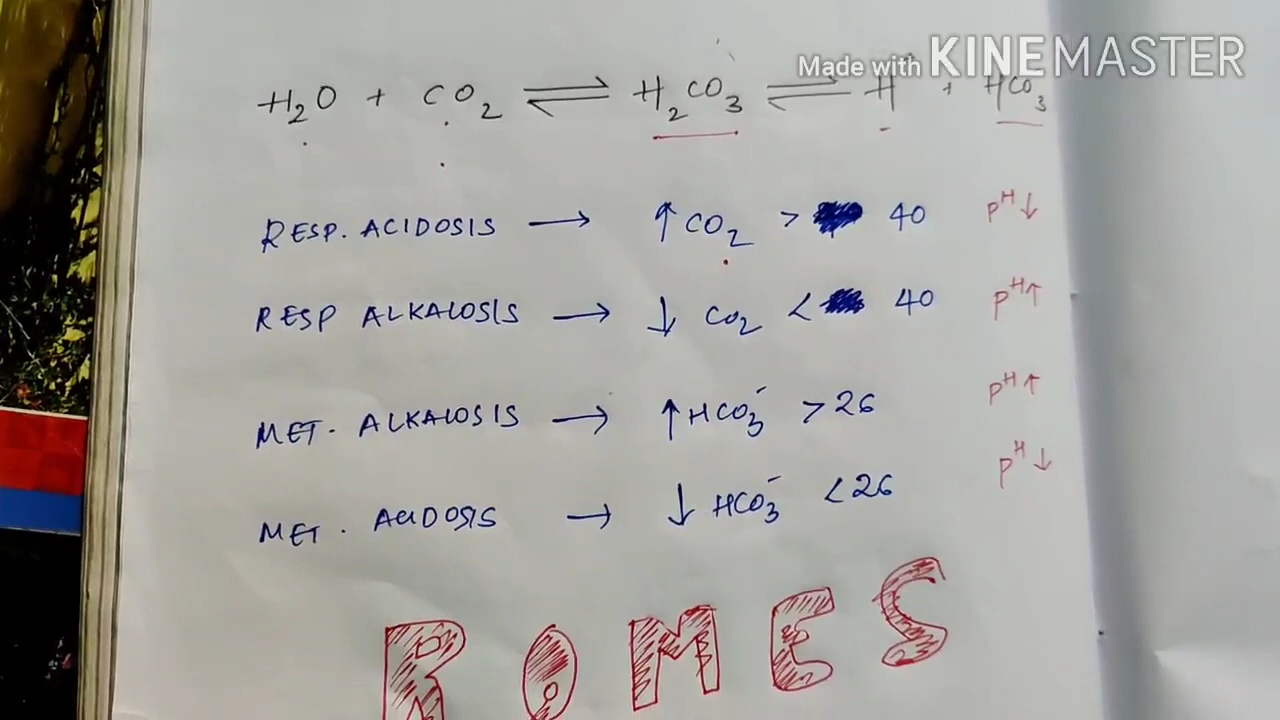 Made with KINEMASTER
H₂O + CO₂ ⇌ H₂CO₃ ⇌ H⁺ + HCO₃
RESP. ACIDOSIS → ↑ CO₂ > 40 pH↓
RESP ALKALOSIS → ↓ CO₂ < 40 pH↑
MET. ALKALOSIS → ↑ HCO₃⁻ > 26 pH↑
MET. ACIDOSIS → ↓ HCO₃⁻ < 26 pH↓
ROMES